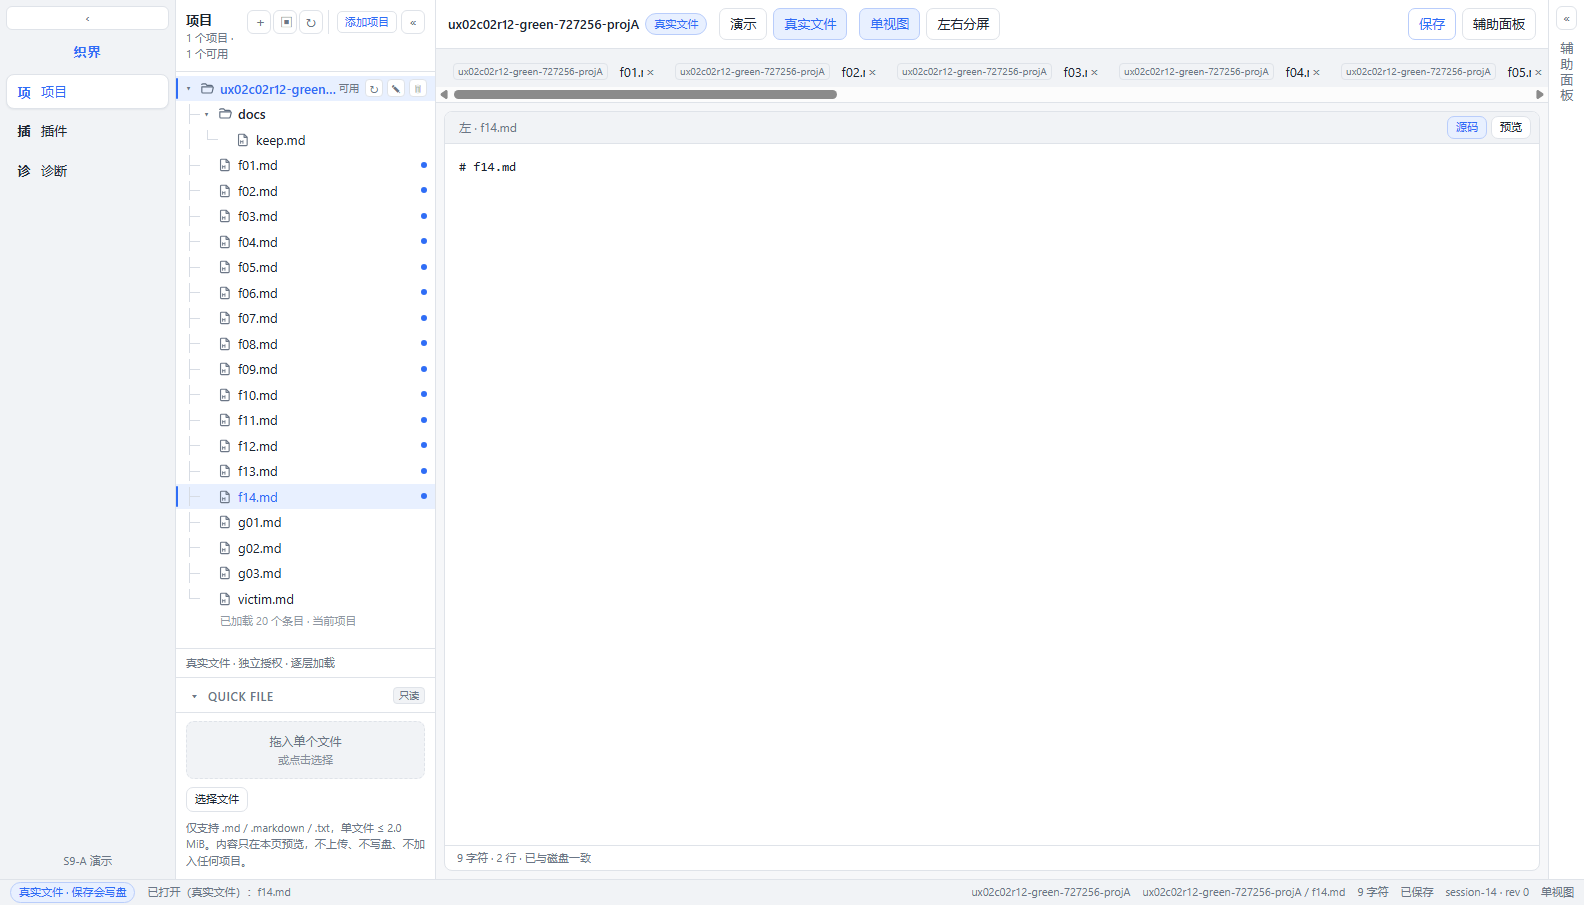 ‹
织界
项 项目
插 插件
诊 诊断
S9-A 演示
项目
1 个项目 ·
1 个可用
+
↻
添加项目
«
ux02c02r12-green... 可用
docs
keep.md
f01.md
f02.md
f03.md
f04.md
f05.md
f06.md
f07.md
f08.md
f09.md
f10.md
f11.md
f12.md
f13.md
f14.md
g01.md
g02.md
g03.md
victim.md
已加载 20 个条目 · 当前项目
真实文件 · 独立授权 · 逐层加载
QUICK FILE 只读
拖入单个文件
或点击选择
选择文件
仅支持 .md / .markdown / .txt，单文件 ≤ 2.0
MiB。内容只在本页预览，不上传、不写盘、不加
入任何项目。
ux02c02r12-green-727256-projA 真实文件 演示 真实文件 单视图 左右分屏 保存 辅助面板
ux02c02r12-green-727256-projA f01.r × ux02c02r12-green-727256-projA f02.r × ux02c02r12-green-727256-projA f03.r × ux02c02r12-green-727256-projA f04.r × ux02c02r12-green-727256-projA f05.r ×
左 · f14.md 源码 预览
# f14.md
9 字符 · 2 行 · 已与磁盘一致
«
辅助面板
真实文件 · 保存会写盘 已打开（真实文件）：f14.md ux02c02r12-green-727256-projA ux02c02r12-green-727256-projA / f14.md 9 字符 已保存 session-14 · rev 0 单视图